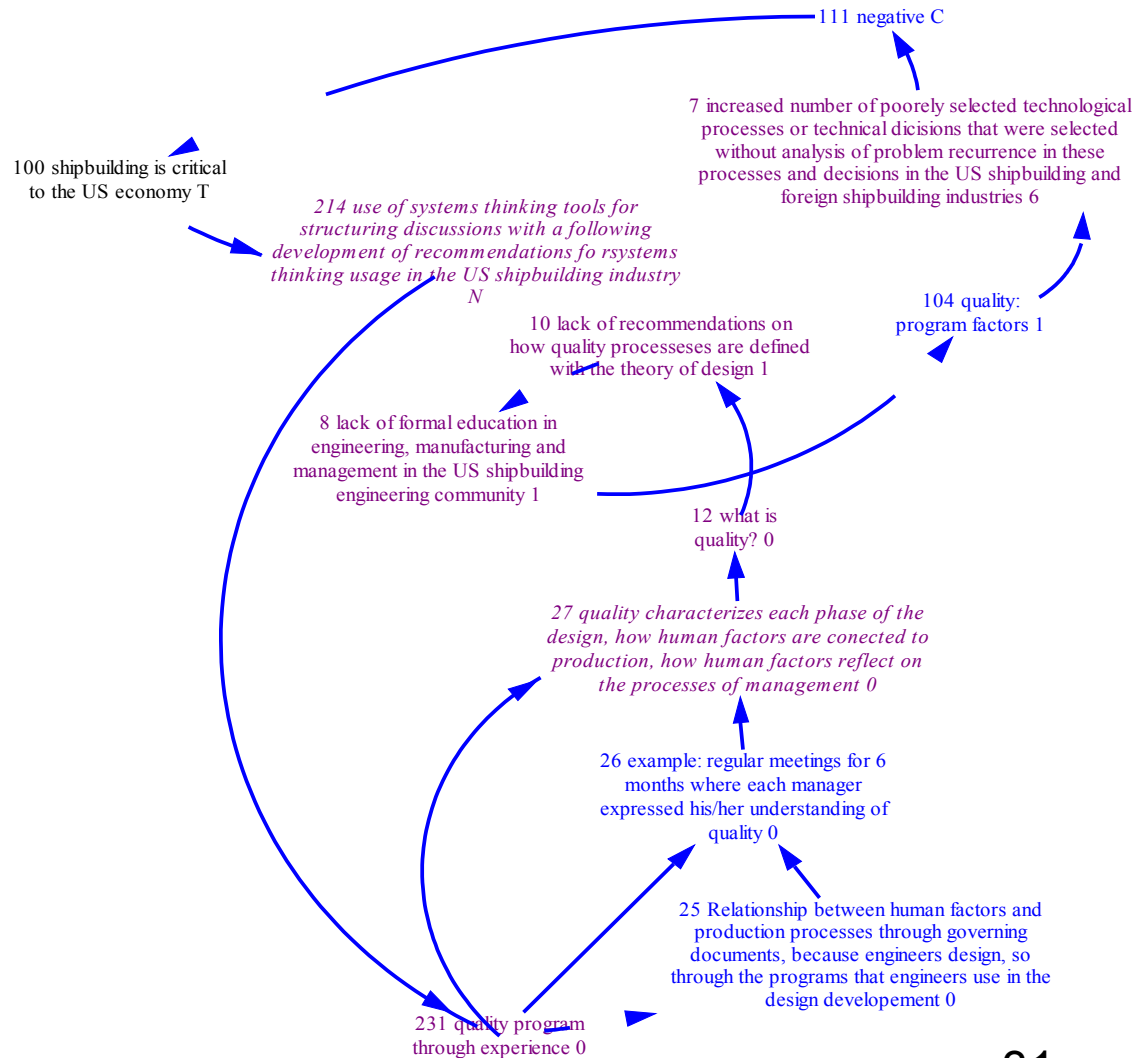 111 negative C
7 increased number of poorely selected technological
processes or technical dicisions that were selected
without analysis of problem recurrence in these
processes and decisions in the US shipbuilding and
foreign shipbuilding industries 6
100 shipbuilding is critical
to the US economy T
214 use of systems thinking tools for
structuring discussions with a following
development of recommendations fo rsystems
thinking usage in the US shipbuilding industry
N
104 quality:
program factors 1
10 lack of recommendations on
how quality processeses are defined
with the theory of design 1
8 lack of formal education in
engineering, manufacturing and
management in the US shipbuilding
engineering community 1
12 what is
quality? 0
27 quality characterizes each phase of the
design, how human factors are conected to
production, how human factors reflect on
the processes of management 0
26 example: regular meetings for 6
months where each manager
expressed his/her understanding of
quality 0
25 Relationship between human factors and
production processes through governing
documents, because engineers design, so
through the programs that engineers use in the
design developement 0
231 quality program
through experience 0